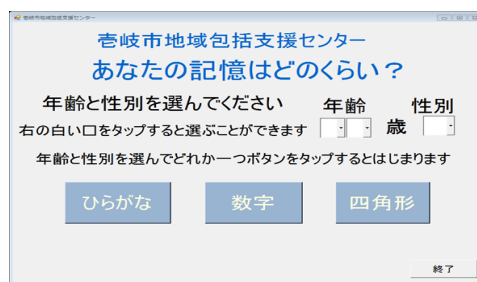 壱岐市地域包括支援センター
壱岐市地域包括支援センター
あなたの記憶はどのくらい？
年齢と性別を選んでください 年齢 性別
右の白い口をタップすると選ぶことができます 歳
年齢と性別を選んでどれか一つボタンをタップするとはじまります
ひらがな 数字 四角形
終了